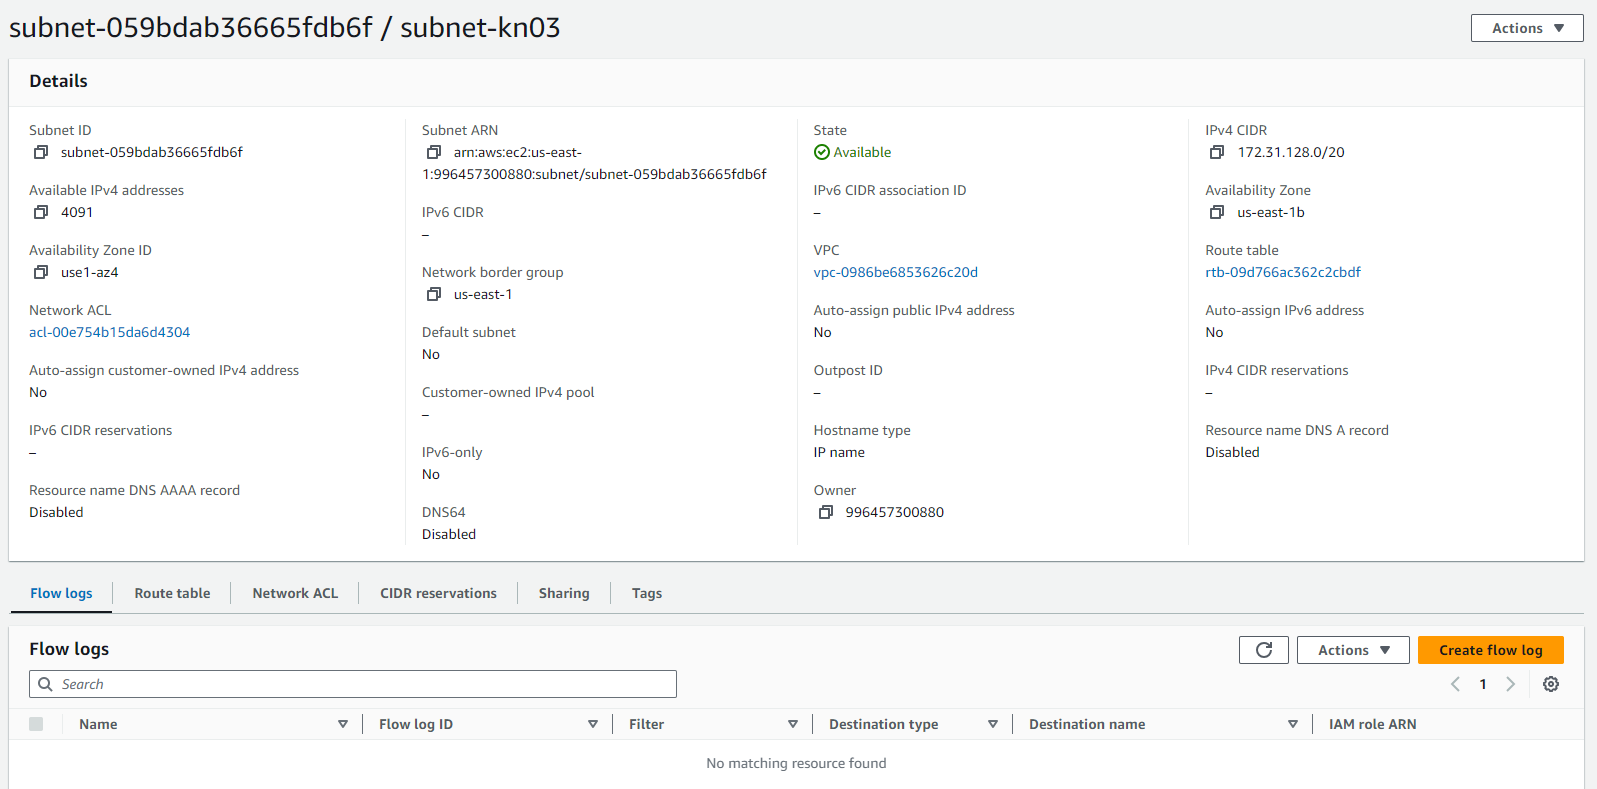 subnet-059bdab36665fdb6f / subnet-kn03
Actions
Details
Subnet ID
subnet-059bdab36665fdb6f
Available IPv4 addresses
4091
Availability Zone ID
use1-az4
Network ACL
acl-00e754b15da6d4304
Auto-assign customer-owned IPv4 address
No
IPv6 CIDR reservations
–
Resource name DNS AAAA record
Disabled
Subnet ARN
arn:aws:ec2:us-east-
1:996457300880:subnet/subnet-059bdab36665fdb6f
IPv6 CIDR
–
Network border group
us-east-1
Default subnet
No
Customer-owned IPv4 pool
–
IPv6-only
No
DNS64
Disabled
State
Available
IPv6 CIDR association ID
–
VPC
vpc-0986be6853626c20d
Auto-assign public IPv4 address
No
Outpost ID
–
Hostname type
IP name
Owner
996457300880
IPv4 CIDR
172.31.128.0/20
Availability Zone
us-east-1b
Route table
rtb-09d766ac362c2cbdf
Auto-assign IPv6 address
No
IPv4 CIDR reservations
–
Resource name DNS A record
Disabled
Flow logs Route table Network ACL CIDR reservations Sharing Tags
Flow logs
Actions Create flow log
Search
1
Name Flow log ID Filter Destination type Destination name IAM role ARN
No matching resource found